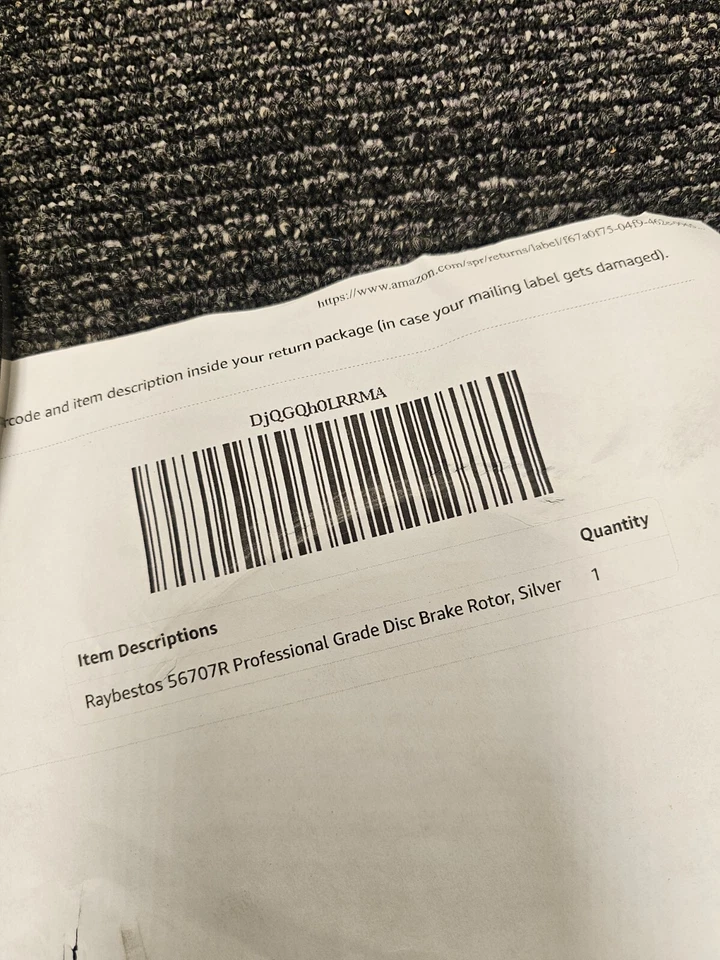 https://www.amazon.com/spr/returns/label/f67a0f75-04f9-462e
rcode and item description inside your return package (in case your mailing label gets damaged).
DjQGQh0LRRMA
Quantity
Item Descriptions
1
Raybestos 56707R Professional Grade Disc Brake Rotor, Silver